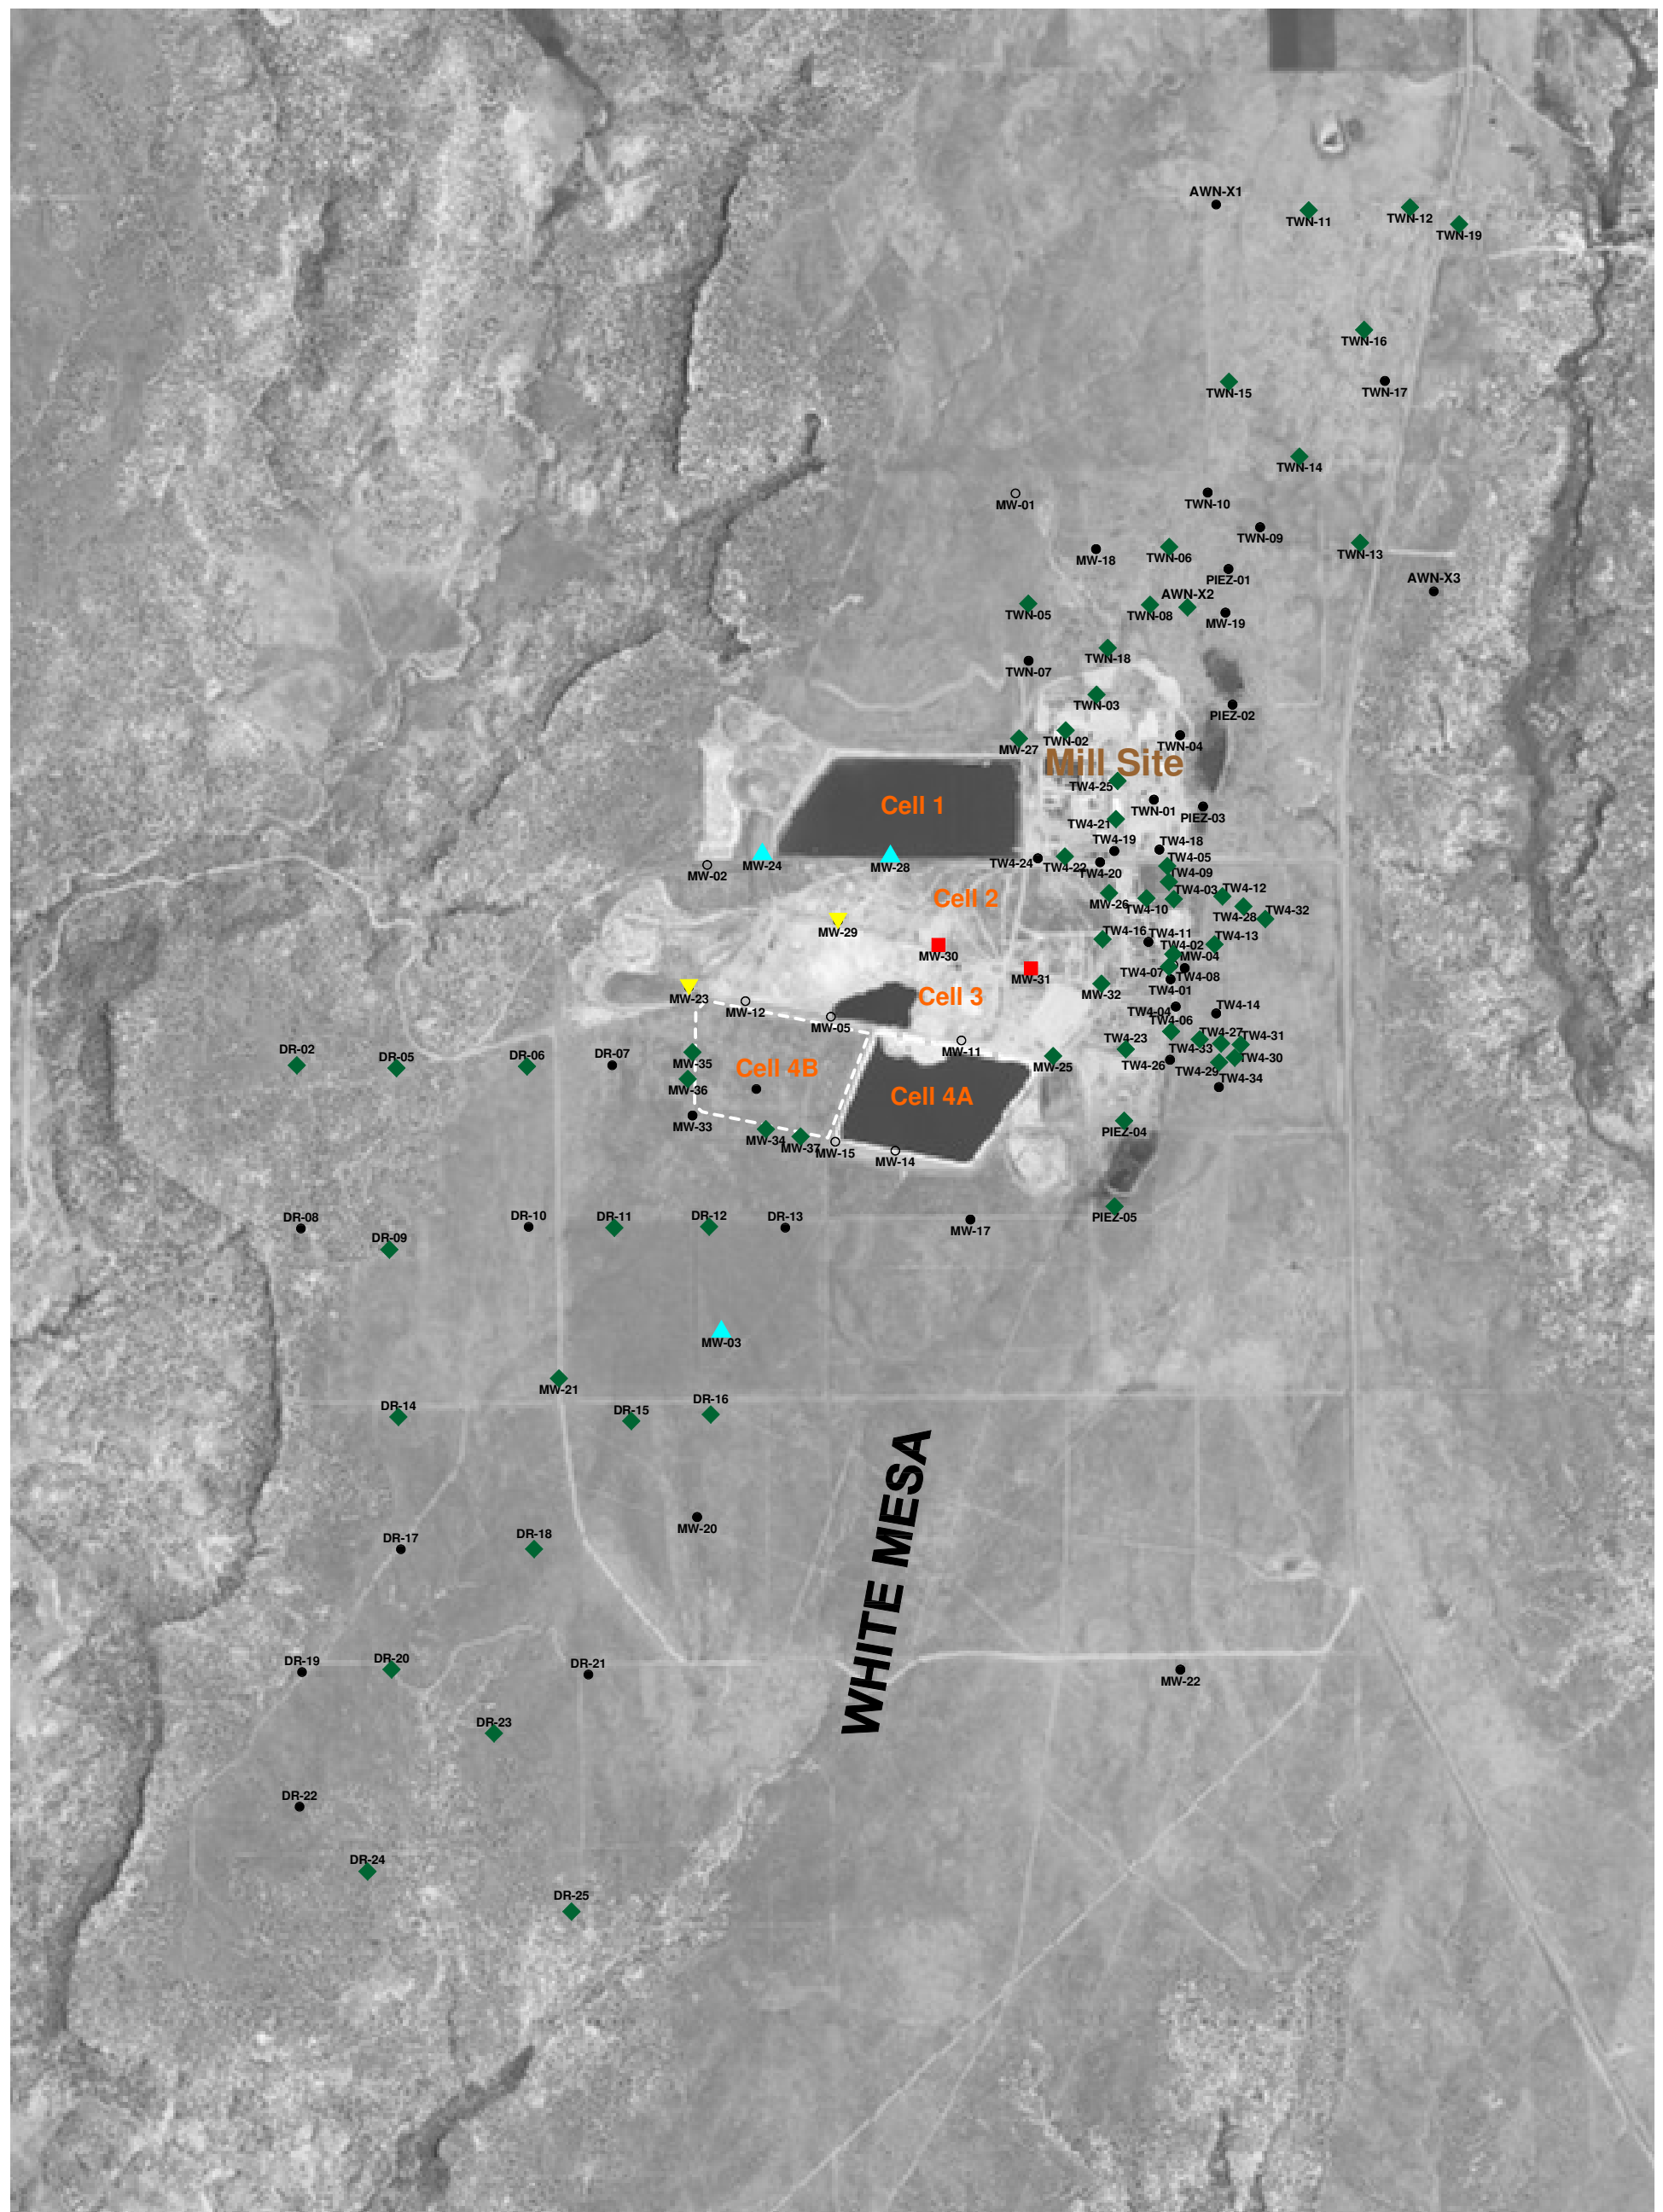 AWN-X1
TWN-11
TWN-12
TWN-19
TWN-16
TWN-15
TWN-17
TWN-14
MW-01
TWN-10
TWN-09
MW-18
TWN-06
TWN-13
PIEZ-01
AWN-X3
AWN-X2
TWN-05
TWN-08
MW-19
TWN-18
TWN-07
TWN-03
PIEZ-02
TWN-02
TWN-04
MW-27
Mill Site
TW4-25
Cell 1
TWN-01
PIEZ-03
TW4-21
TW4-19
TW4-18
MW-02
MW-24
MW-28
TW4-24
TW4-22
TW4-20
TW4-05
TW4-09
Cell 2
MW-26
TW4-10
TW4-03
TW4-12
TW4-28
TW4-32
MW-29
TW4-16
TW4-11
TW4-13
MW-30
TW4-02
MW-04
MW-31
TW4-07
TW4-08
MW-23
Cell 3
MW-32
TW4-01
MW-12
MW-05
TW4-04
TW4-14
TW4-06
MW-11
TW4-23
TW4-33
TW4-27
TW4-31
DR-02
DR-05
DR-06
DR-07
MW-35
Cell 4B
MW-25
TW4-26
TW4-29
TW4-30
MW-36
Cell 4A
TW4-34
MW-33
MW-34
MW-37
MW-15
MW-14
PIEZ-04
DR-08
DR-09
DR-10
DR-11
DR-12
DR-13
MW-17
PIEZ-05
MW-03
MW-21
DR-14
DR-15
DR-16
WHITE MESA
MW-20
DR-17
DR-18
DR-19
DR-20
DR-21
MW-22
DR-23
DR-22
DR-24
DR-25